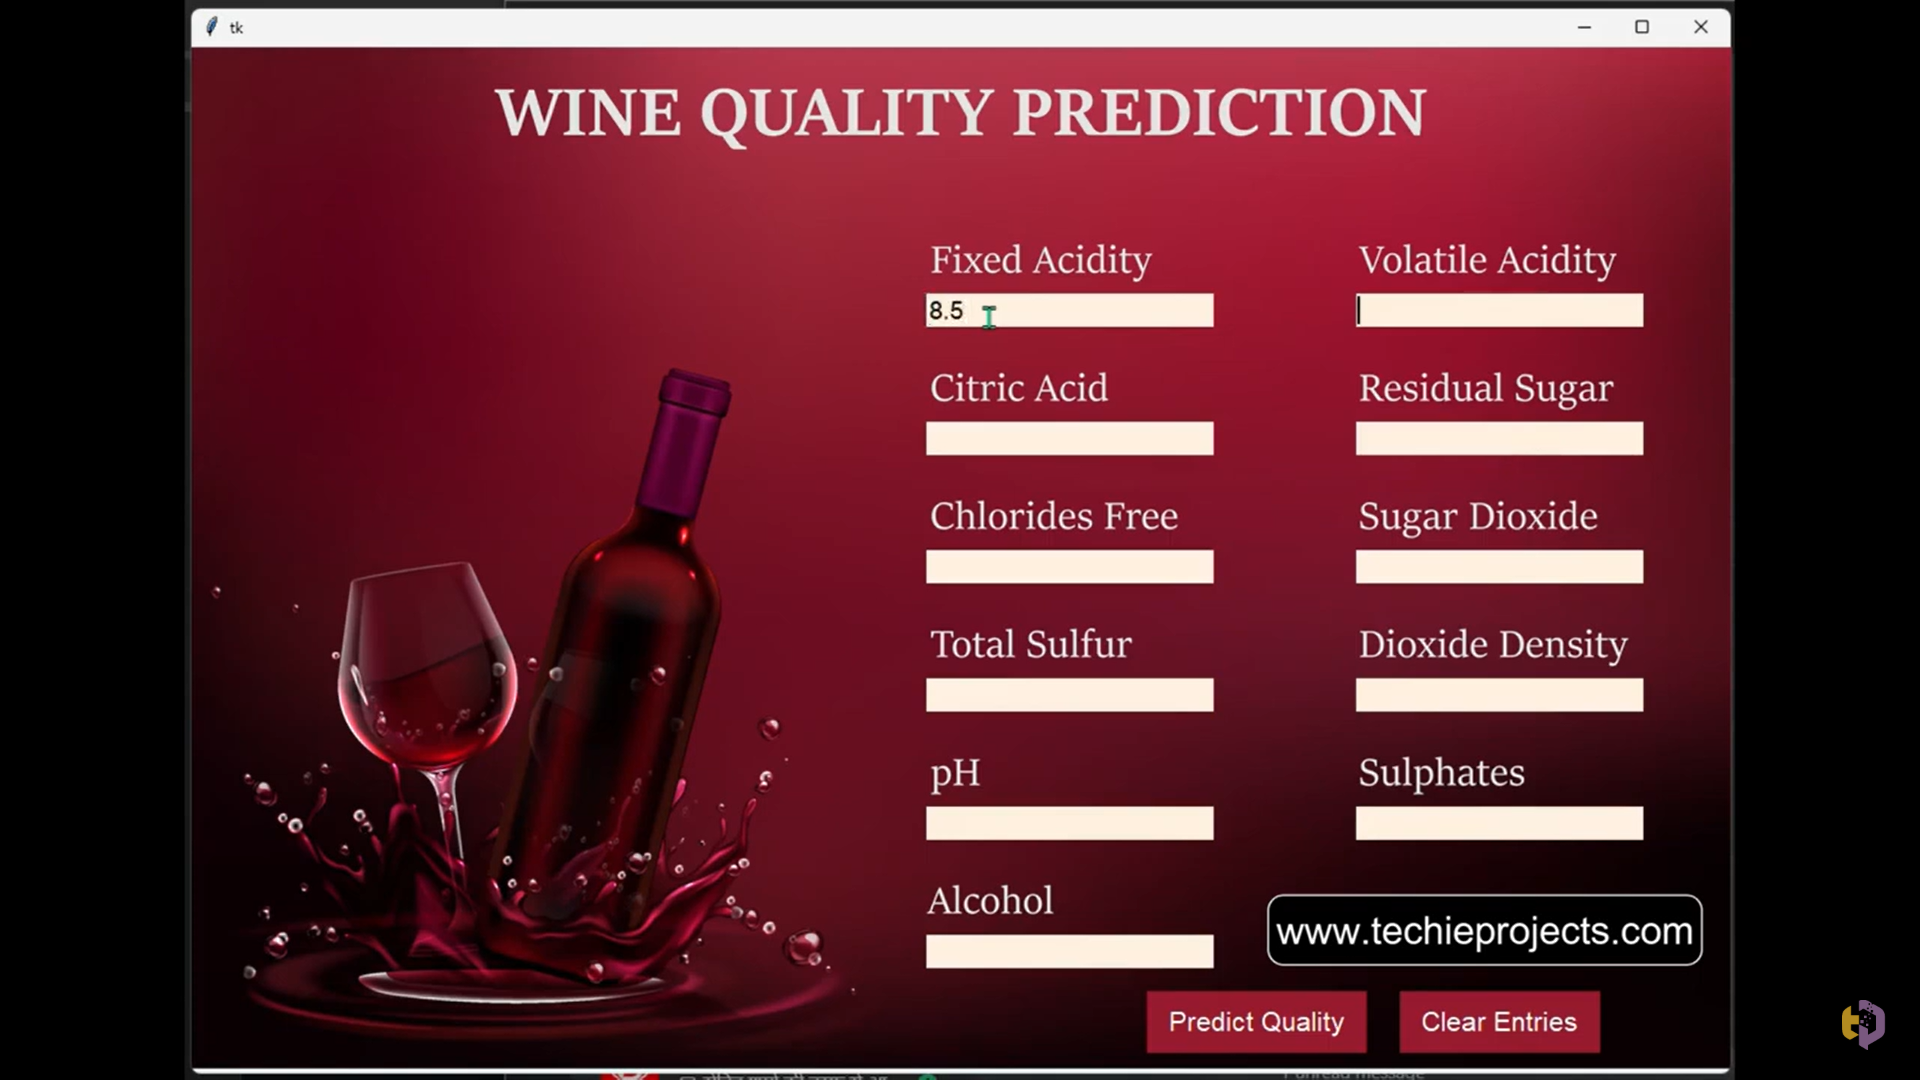 tk
WINE QUALITY PREDICTION
Fixed Acidity
Volatile Acidity
8.5
Citric Acid
Residual Sugar
Chlorides Free
Sugar Dioxide
Total Sulfur
Dioxide Density
pH
Sulphates
Alcohol
www.techieprojects.com
Predict Quality
Clear Entries